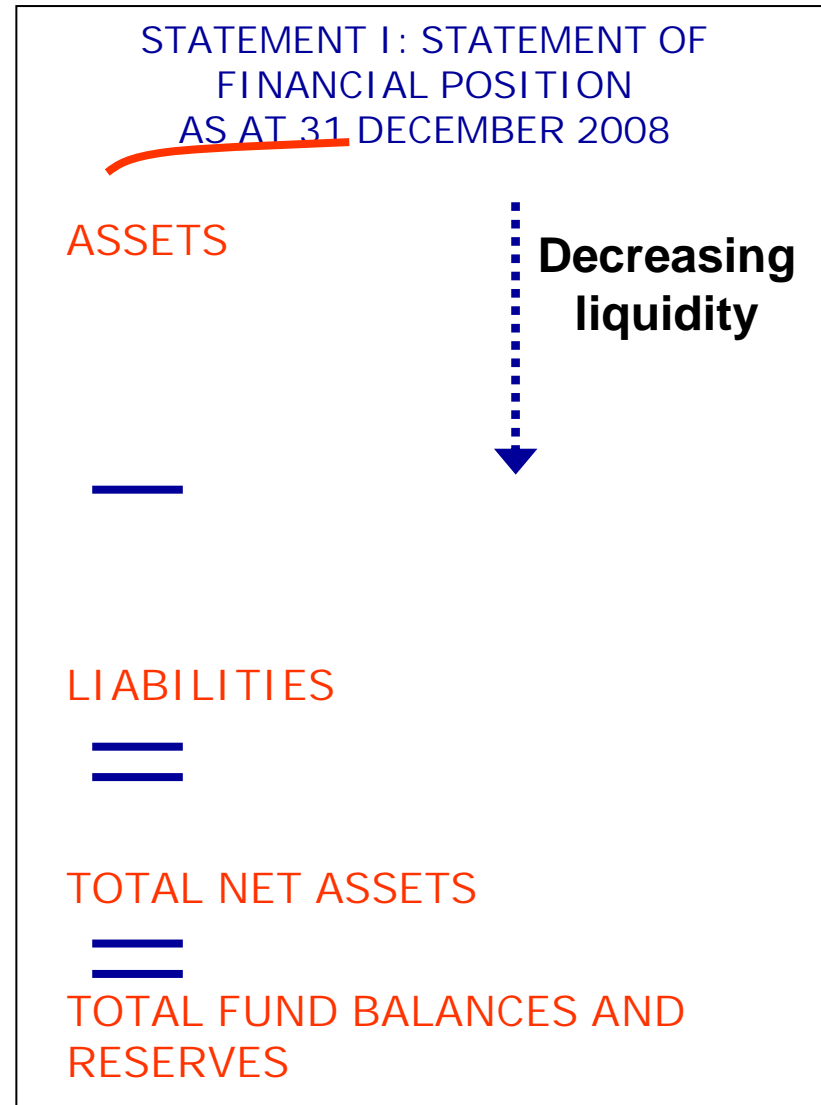 STATEMENT I: STATEMENT OF
FINANCIAL POSITION
AS AT 31 DECEMBER 2008
ASSETS
Decreasing
liquidity
LIABILITIES
TOTAL NET ASSETS
TOTAL FUND BALANCES AND
RESERVES